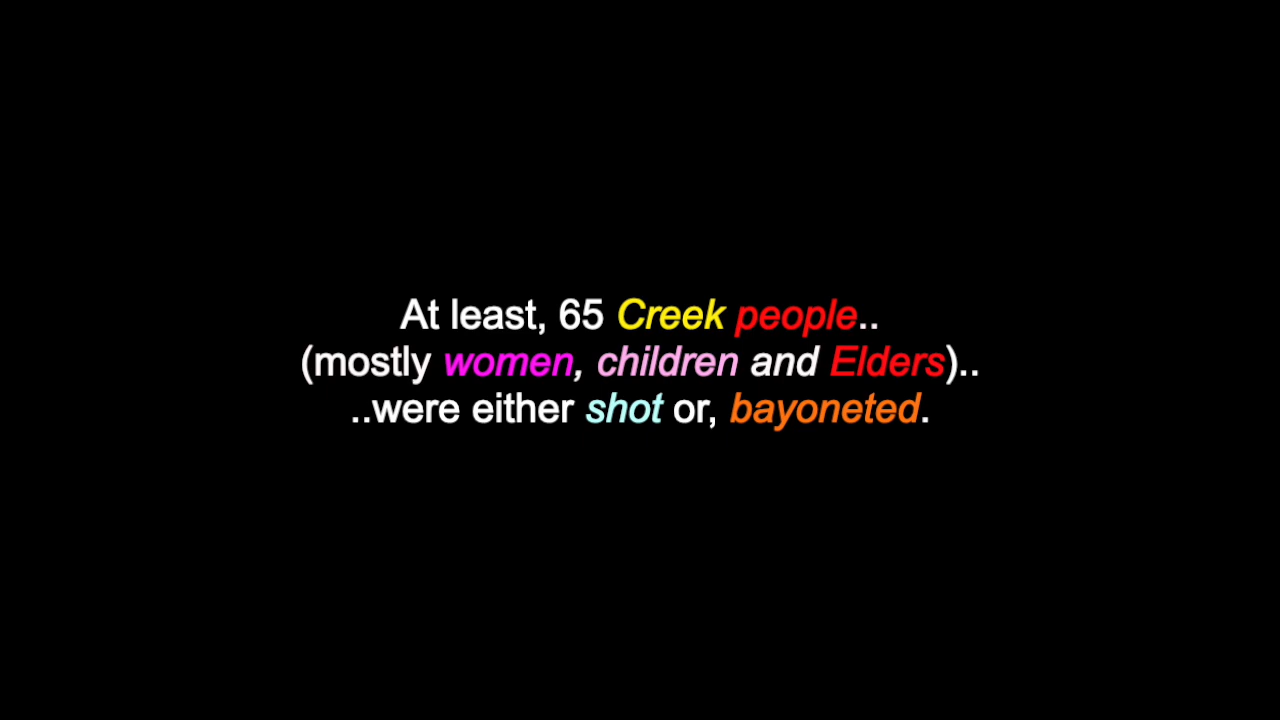 At least, 65 Creek people..
(mostly women, children and Elders)..
..were either shot or, bayoneted.